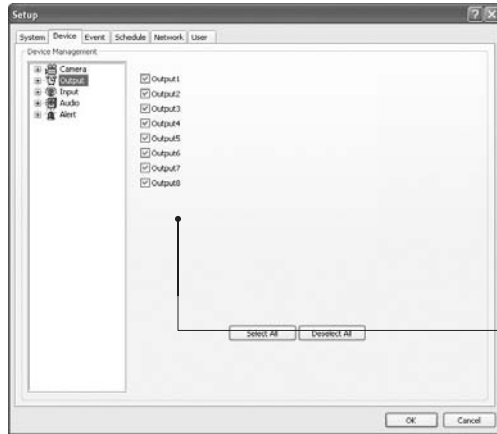 Setup
System Device Event Schedule Network User
Device Management
Camera
Output
Input
Audio
Alert
Output1
Output2
Output3
Output4
Output5
Output6
Output7
Output8
Select All Deselect All
OK Cancel